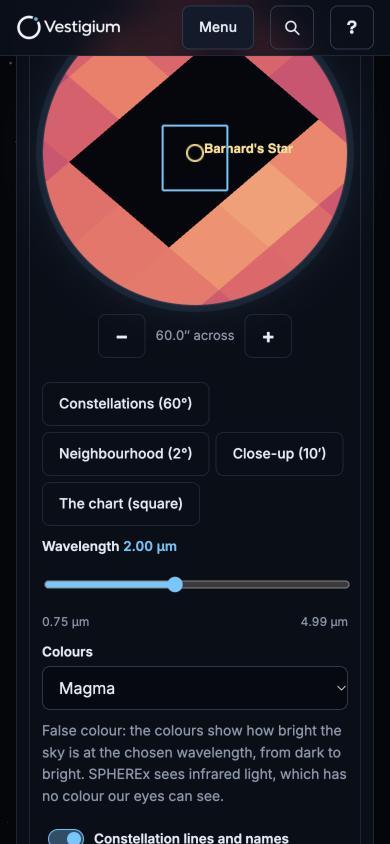 Vestigium
Menu
?
Barnard's Star
− 60.0″ across +
Constellations (60°)
Neighbourhood (2°) Close-up (10′)
The chart (square)
Wavelength 2.00 µm
0.75 µm 4.99 µm
Colours
Magma
False colour: the colours show how bright the
sky is at the chosen wavelength, from dark to
bright. SPHEREx sees infrared light, which has
no colour our eyes can see.
Constellation lines and names